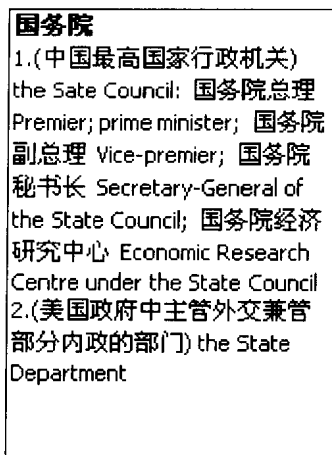 国务院
1.(中国最高国家行政机关)
the Sate Council: 国务院总理
Premier; prime minister; 国务院
副总理 Vice-premier; 国务院
秘书长 Secretary-General of
the State Council; 国务院经济
研究中心 Economic Research
Centre under the State Council
2.(美国政府中主管外交兼管
部分内政的部门) the State
Department